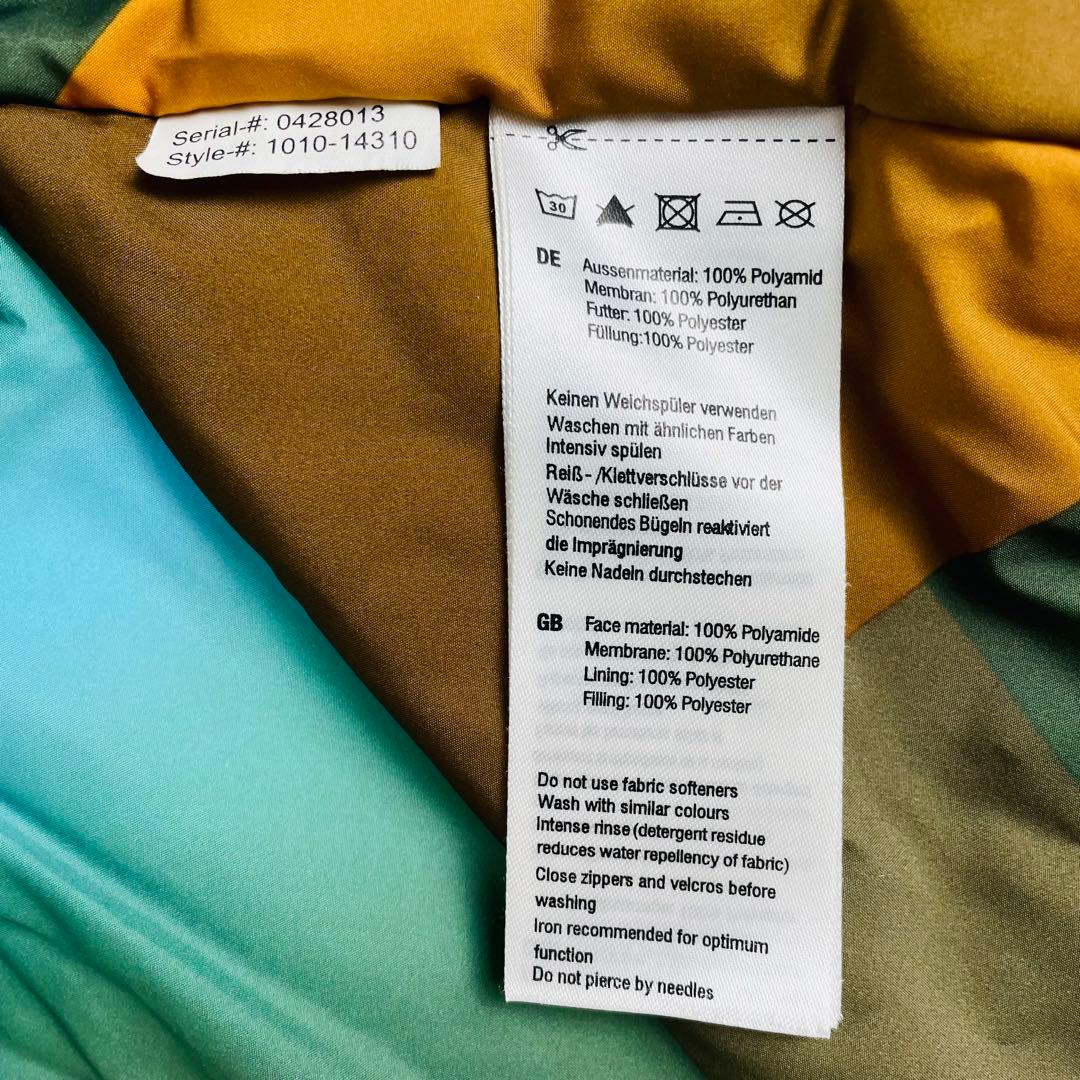 Serial-#: 0428013
Style-#: 1010-14310
30
DE
Aussenmaterial: 100% Polyamid
Membran: 100% Polyurethan
Futter: 100% Polyester
Füllung:100% Polyester
Keinen Weichspüler verwenden
Waschen mit ähnlichen Farben
Intensiv spülen
Reiß- /Klettverschlüsse vor der
Wäsche schließen
Schonendes Bügeln reaktiviert
die Imprägnierung
Keine Nadeln durchstechen
GB
Face material: 100% Polyamide
Membrane: 100% Polyurethane
Lining: 100% Polyester
Filling: 100% Polyester
Do not use fabric softeners
Wash with similar colours
Intense rinse (detergent residue
reduces water repellency of fabric)
Close zippers and velcros before
washing
Iron recommended for optimum
function
Do not pierce by needles